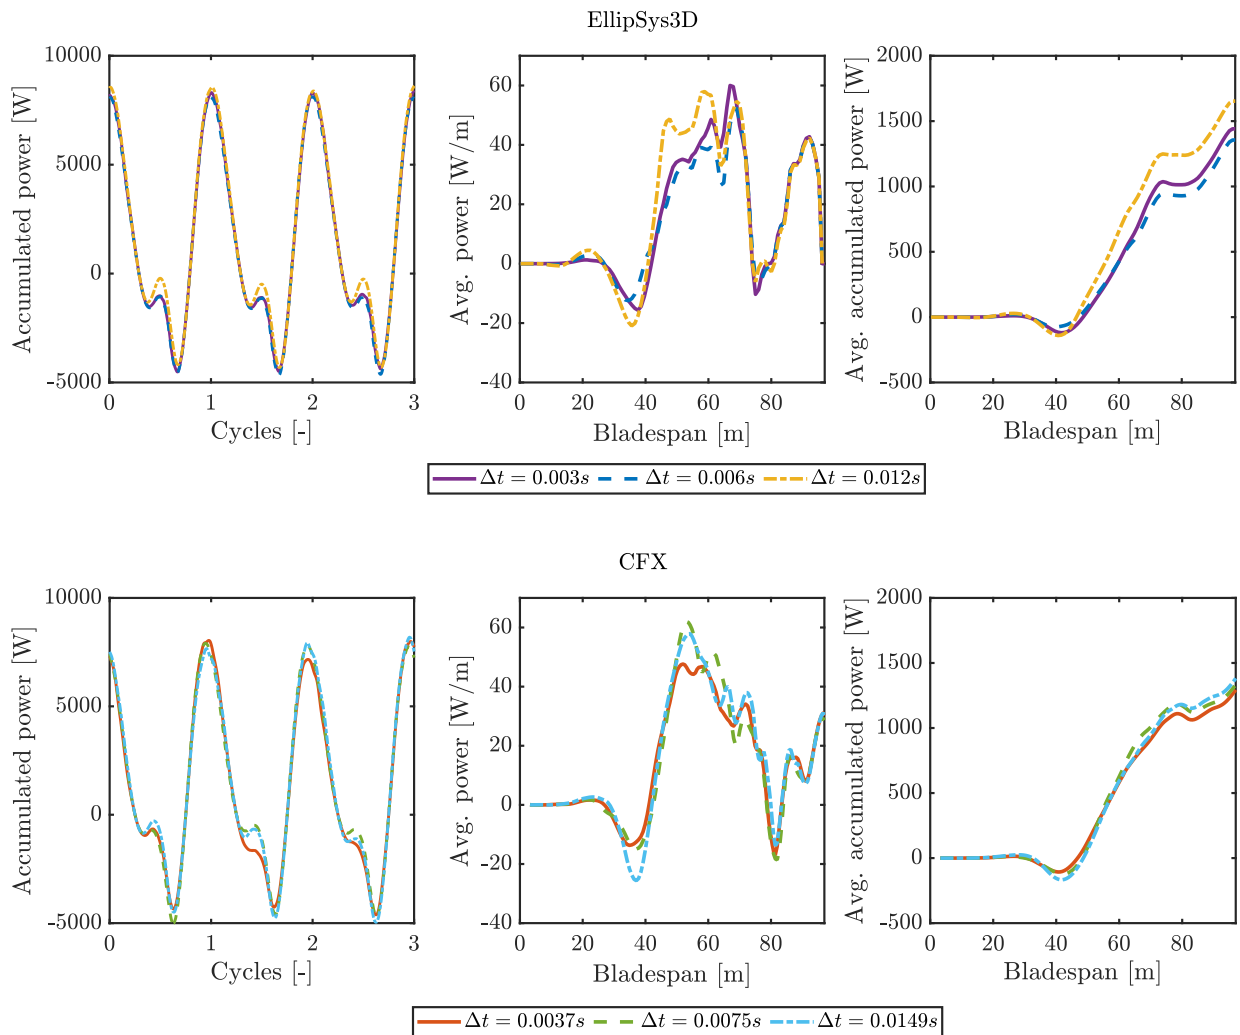 EllipSys3D
Accumulated power [W]
10000
5000
0
-5000
0 1 2 3
Cycles [-]
Avg. power [W/m]
60
40
20
0
-20
-40
0 20 40 60 80
Bladespan [m]
Avg. accumulated power [W]
2000
1500
1000
500
0
-500
0 20 40 60 80
Bladespan [m]
Δt = 0.003s Δt = 0.006s Δt = 0.012s
CFX
Accumulated power [W]
10000
5000
0
-5000
0 1 2 3
Cycles [-]
Avg. power [W/m]
60
40
20
0
-20
-40
0 20 40 60 80
Bladespan [m]
Avg. accumulated power [W]
2000
1500
1000
500
0
-500
0 20 40 60 80
Bladespan [m]
Δt = 0.0037s Δt = 0.0075s Δt = 0.0149s